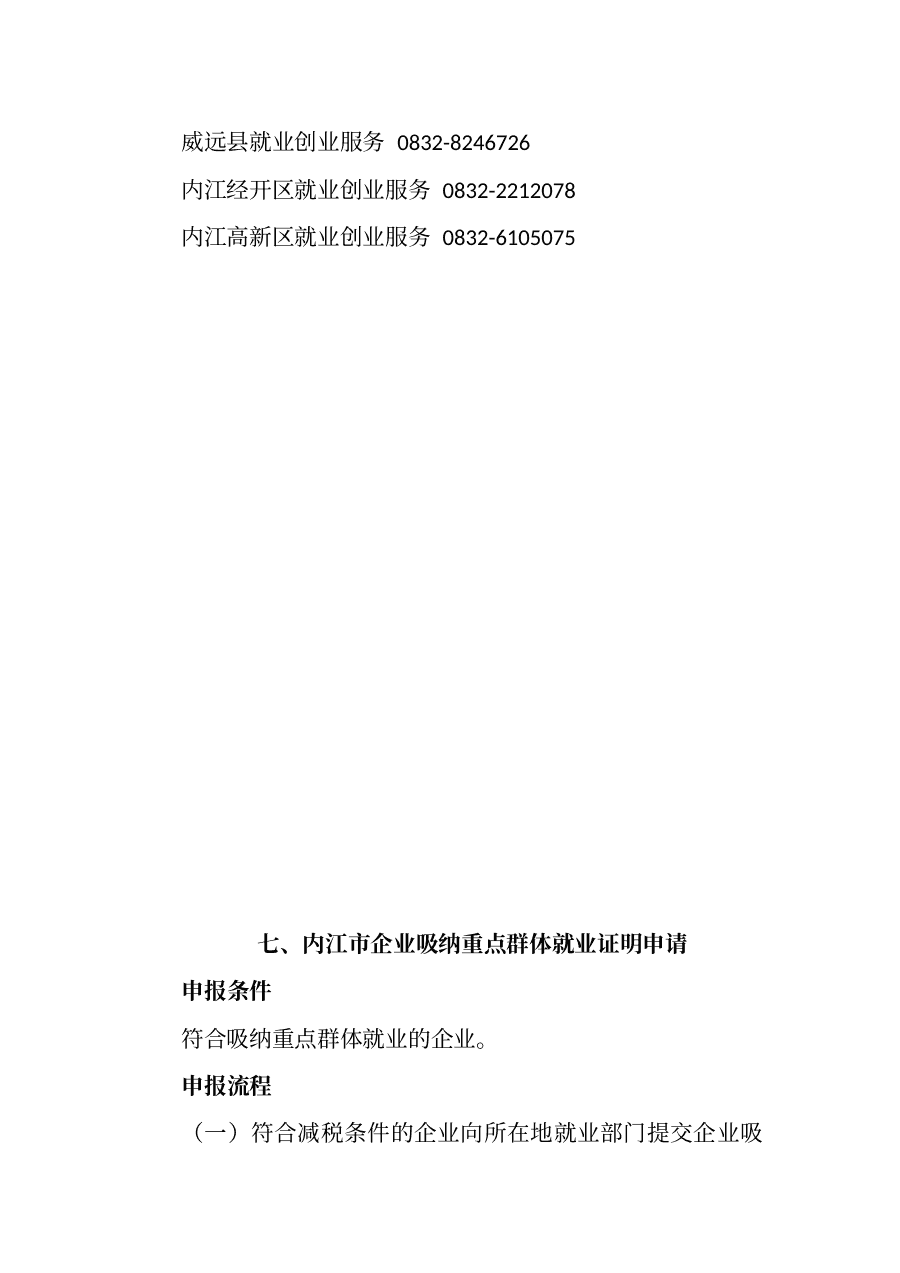 威远县就业创业服务 0832-8246726
内江经开区就业创业服务 0832-2212078
内江高新区就业创业服务 0832-6105075
七、内江市企业吸纳重点群体就业证明申请
申报条件
符合吸纳重点群体就业的企业。
申报流程
（一）符合减税条件的企业向所在地就业部门提交企业吸